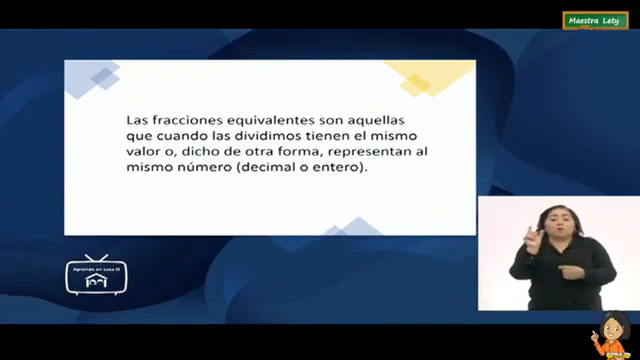 Maestra Lety
Las fracciones equivalentes son aquellas
que cuando las dividimos tienen el mismo
valor o, dicho de otra forma, representan al
mismo número (decimal o entero).
Aprende en casa II